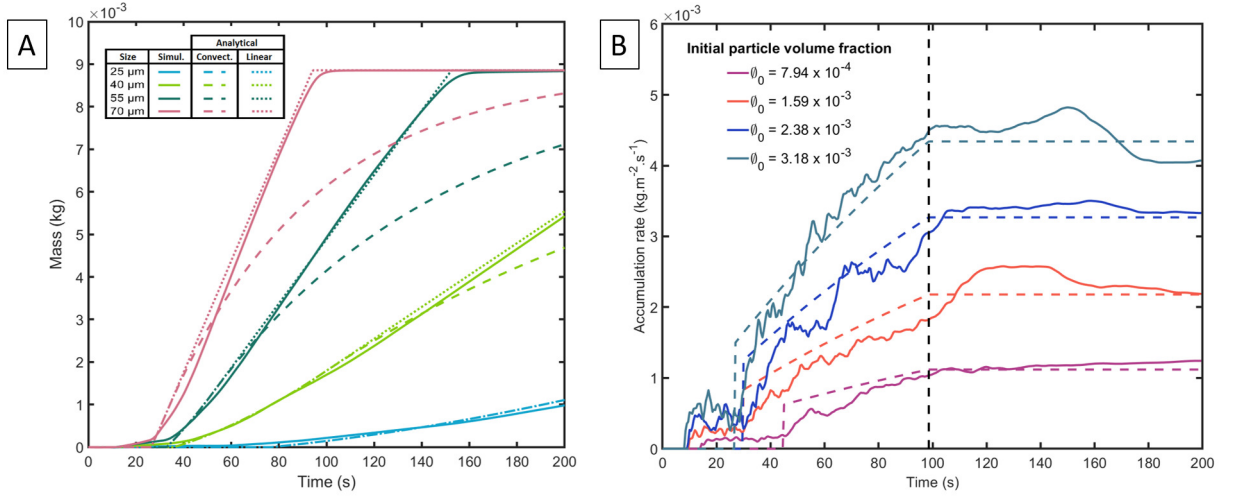 A
×10⁻³
10
9
8
7
6
5
4
3
2
1
0
Mass (kg)
Analytical
Size Simul. Convect. Linear
25 µm
40 µm
55 µm
70 µm
0 20 40 60 80 100 120 140 160 180 200
Time (s)
B
×10⁻³
6
5
4
3
2
1
0
Accumulation rate (kg.m⁻².s⁻¹)
Initial particle volume fraction
∅₀ = 7.94 x 10⁻⁴
∅₀ = 1.59 x 10⁻³
∅₀ = 2.38 x 10⁻³
∅₀ = 3.18 x 10⁻³
0 20 40 60 80 100 120 140 160 180 200
Time (s)